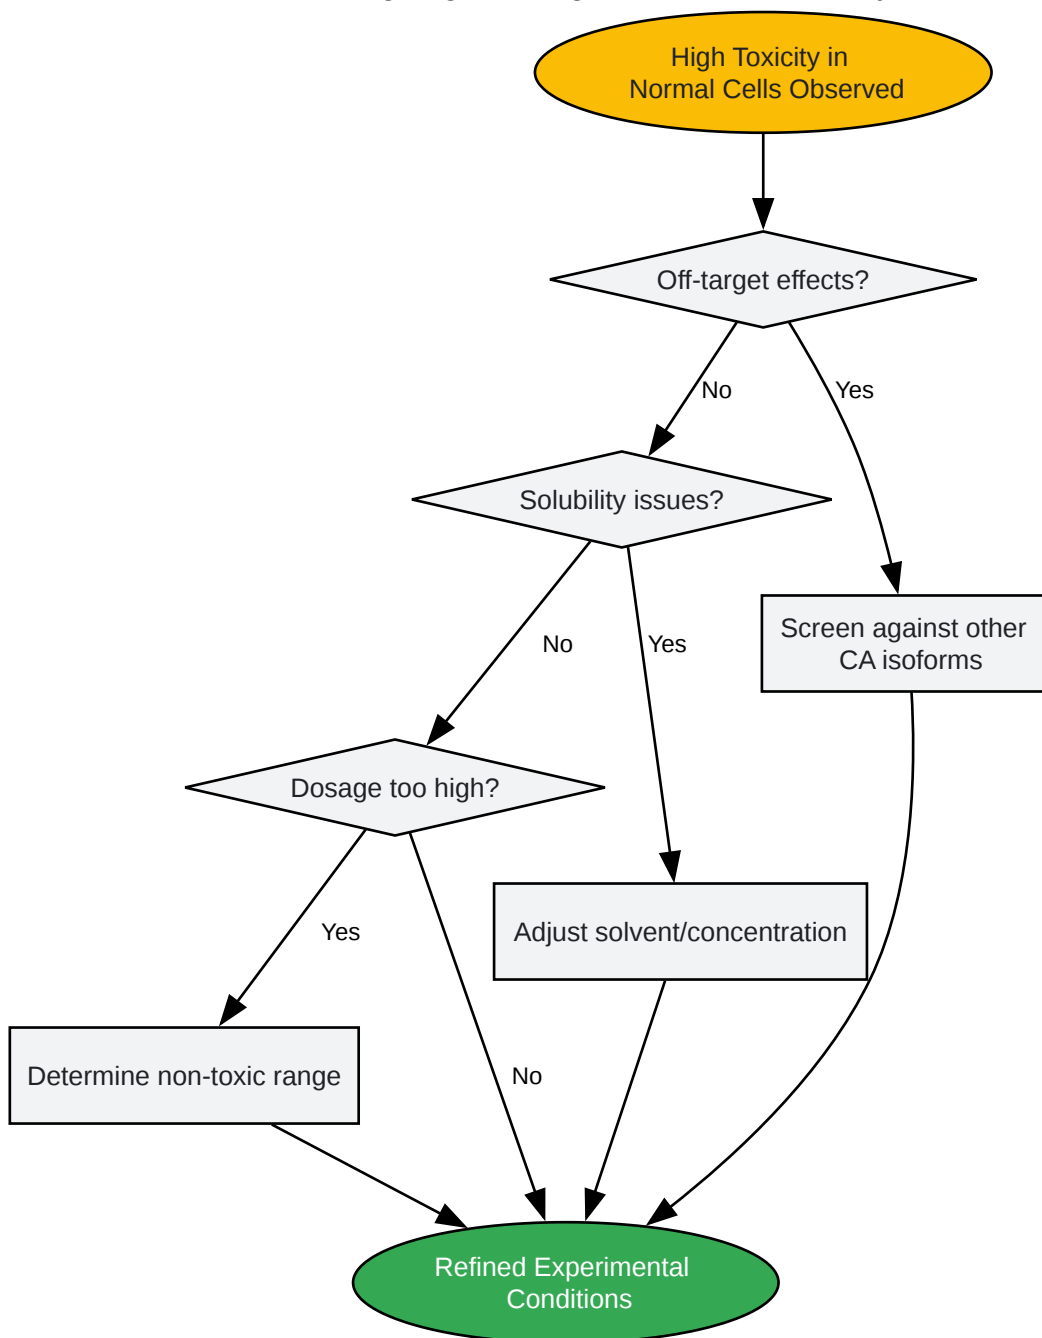 High Toxicity in
Normal Cells Observed
Off-target effects?
No
Yes
Solubility issues?
Screen against other
CA isoforms
No
Yes
Dosage too high?
Adjust solvent/concentration
Yes
Determine non-toxic range
No
Refined Experimental
Conditions